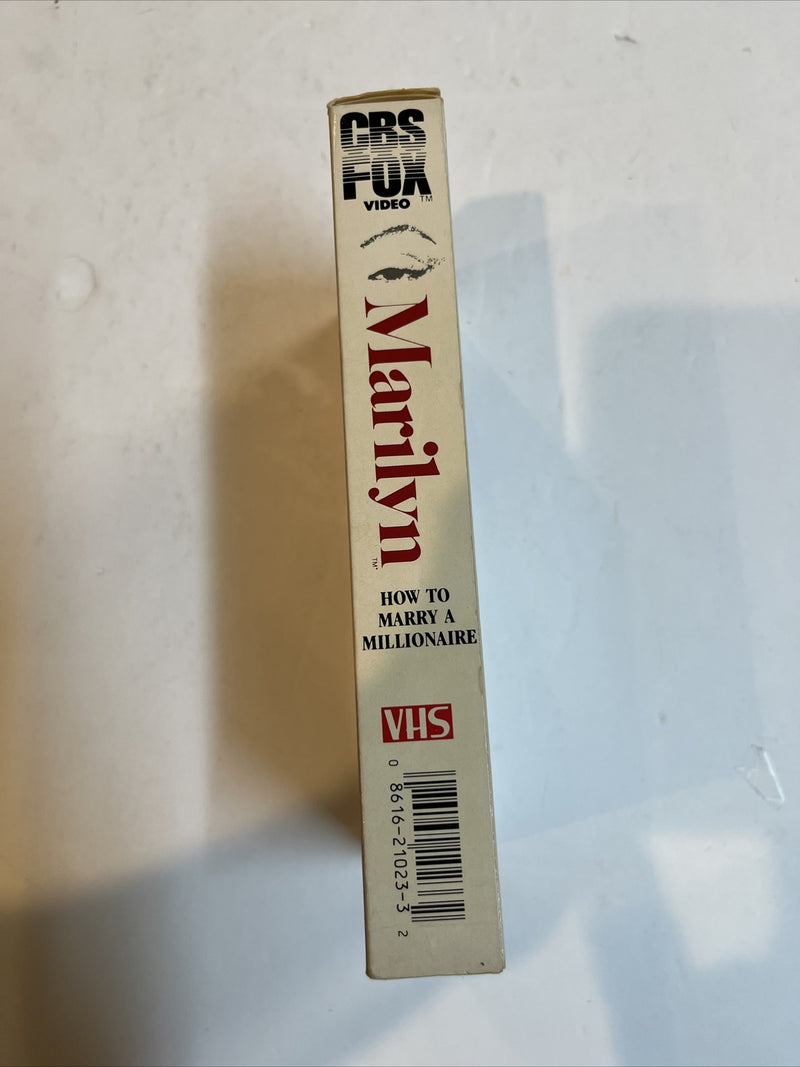 CBS
FOX
VIDEO ™
Marilyn ™
HOW TO
MARRY A
MILLIONAIRE
VHS
0 8616-21023-3 2